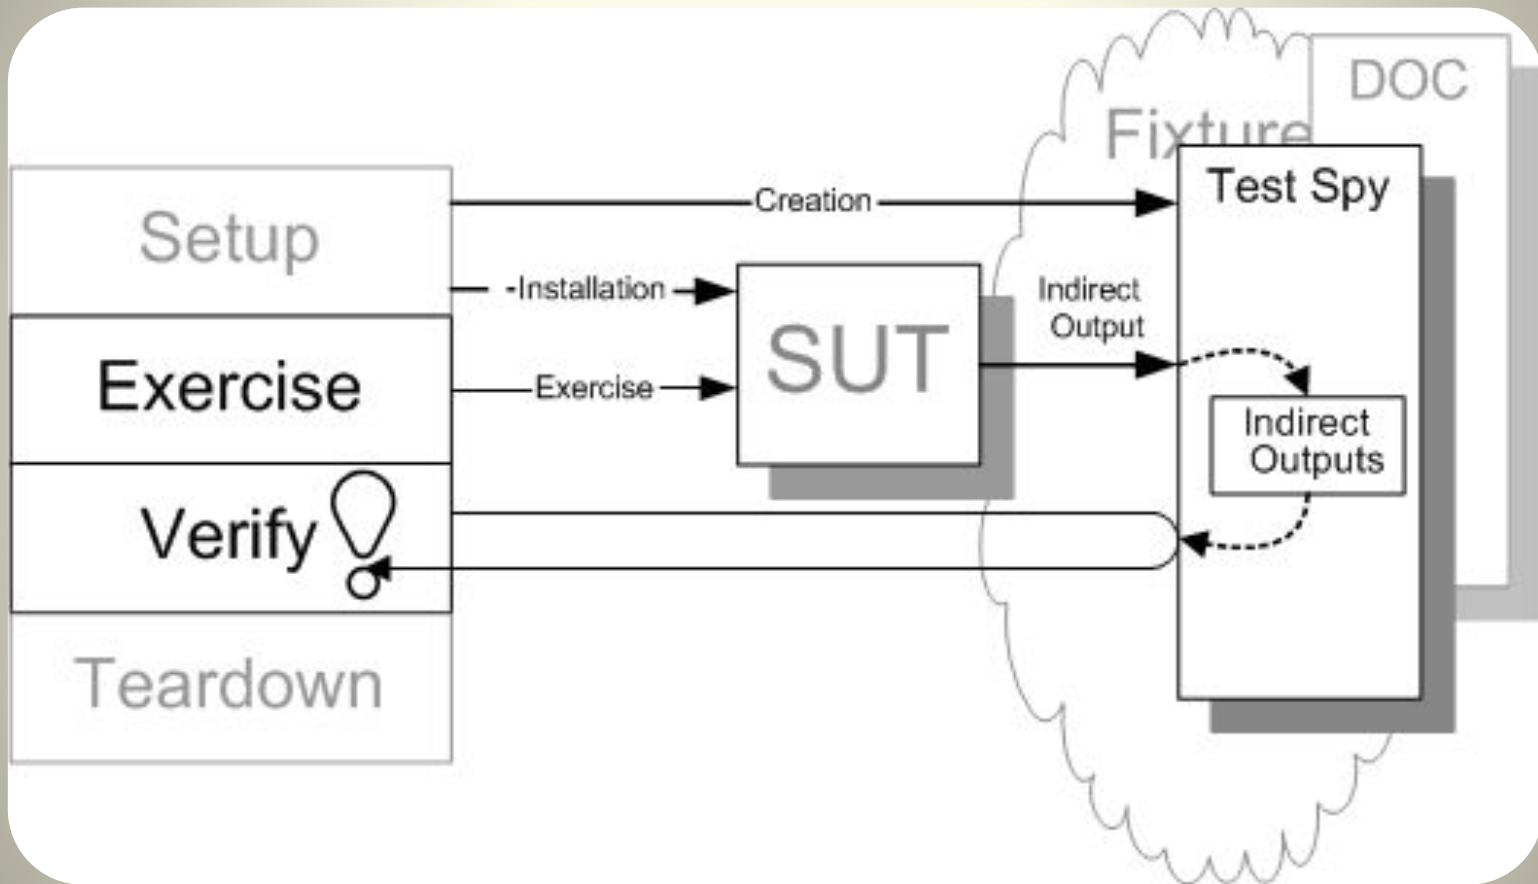 DOC
Fixture
Test Spy
Creation
Setup
Installation
Indirect
Output
SUT
Exercise
Exercise
Indirect
Outputs
Verify
Teardown